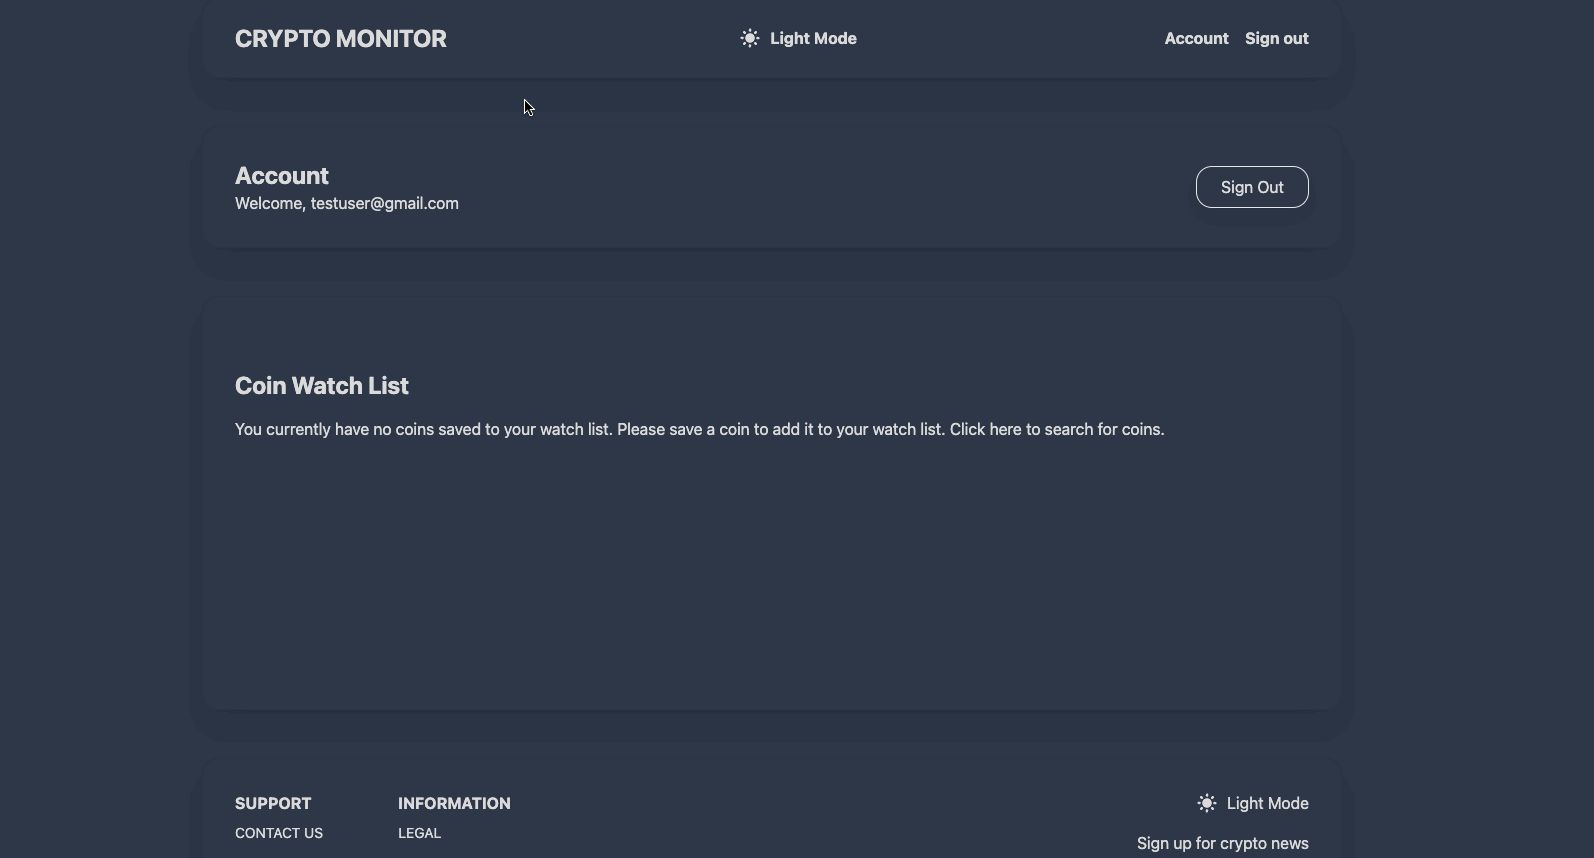 CRYPTO MONITOR
Light Mode
Account
Sign out
Account
Welcome, testuser@gmail.com
Sign Out
Coin Watch List
You currently have no coins saved to your watch list. Please save a coin to add it to your watch list. Click here to search for coins.
SUPPORT
INFORMATION
Light Mode
CONTACT US
LEGAL
Sign up for crypto news